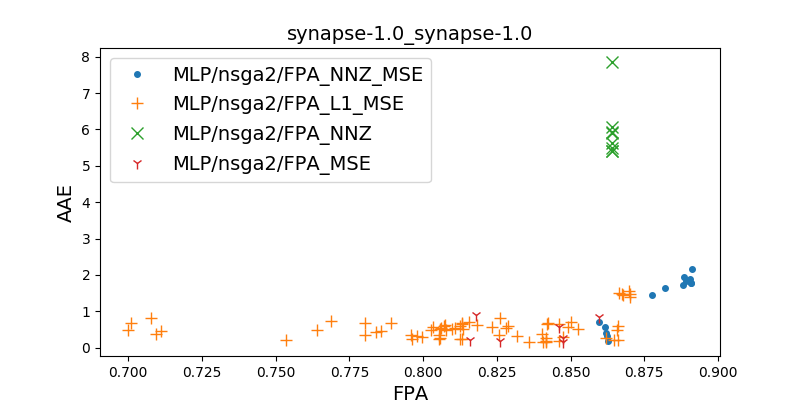 synapse-1.0_synapse-1.0
MLP/nsga2/FPA_NNZ_MSE
MLP/nsga2/FPA_L1_MSE
MLP/nsga2/FPA_NNZ
MLP/nsga2/FPA_MSE
AAE
8
7
6
5
4
3
2
1
0
0.700 0.725 0.750 0.775 0.800 0.825 0.850 0.875 0.900
FPA